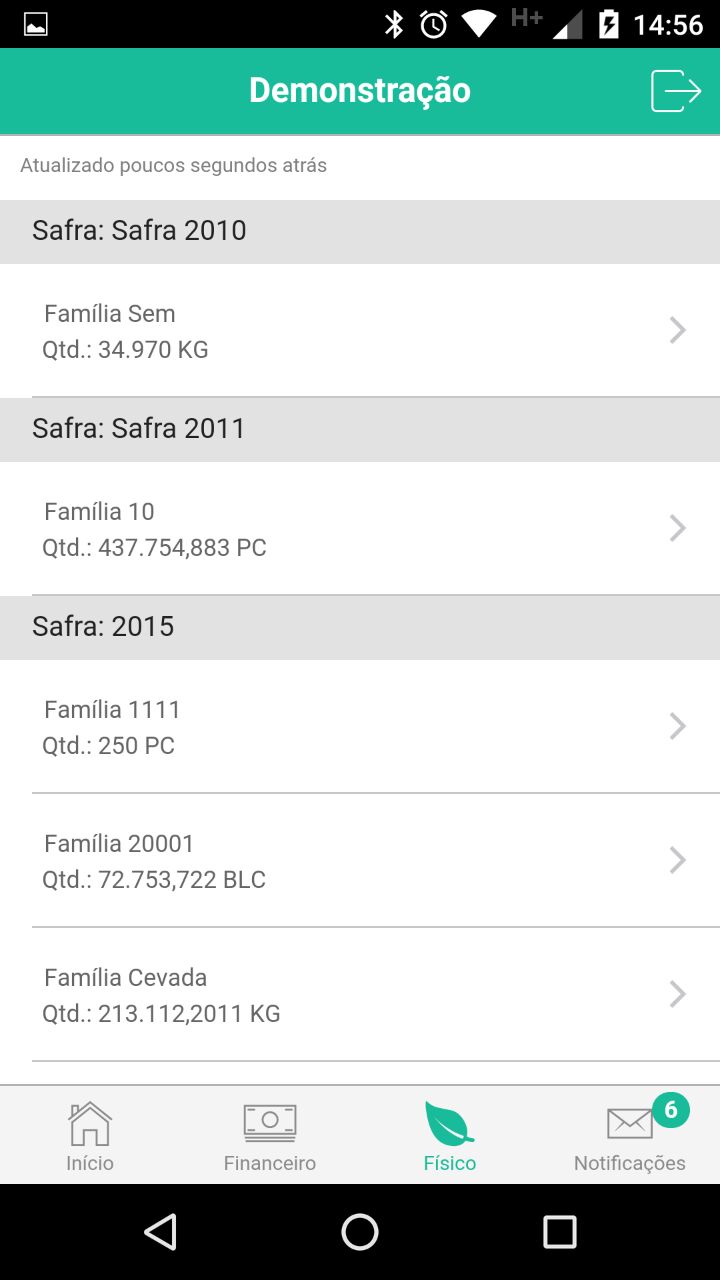 H+ 14:56
Demonstração
Atualizado poucos segundos atrás
Safra: Safra 2010
Família Sem
Qtd.: 34.970 KG
Safra: Safra 2011
Família 10
Qtd.: 437.754,883 PC
Safra: 2015
Família 1111
Qtd.: 250 PC
Família 20001
Qtd.: 72.753,722 BLC
Família Cevada
Qtd.: 213.112,2011 KG
6
Início Financeiro Físico Notificações